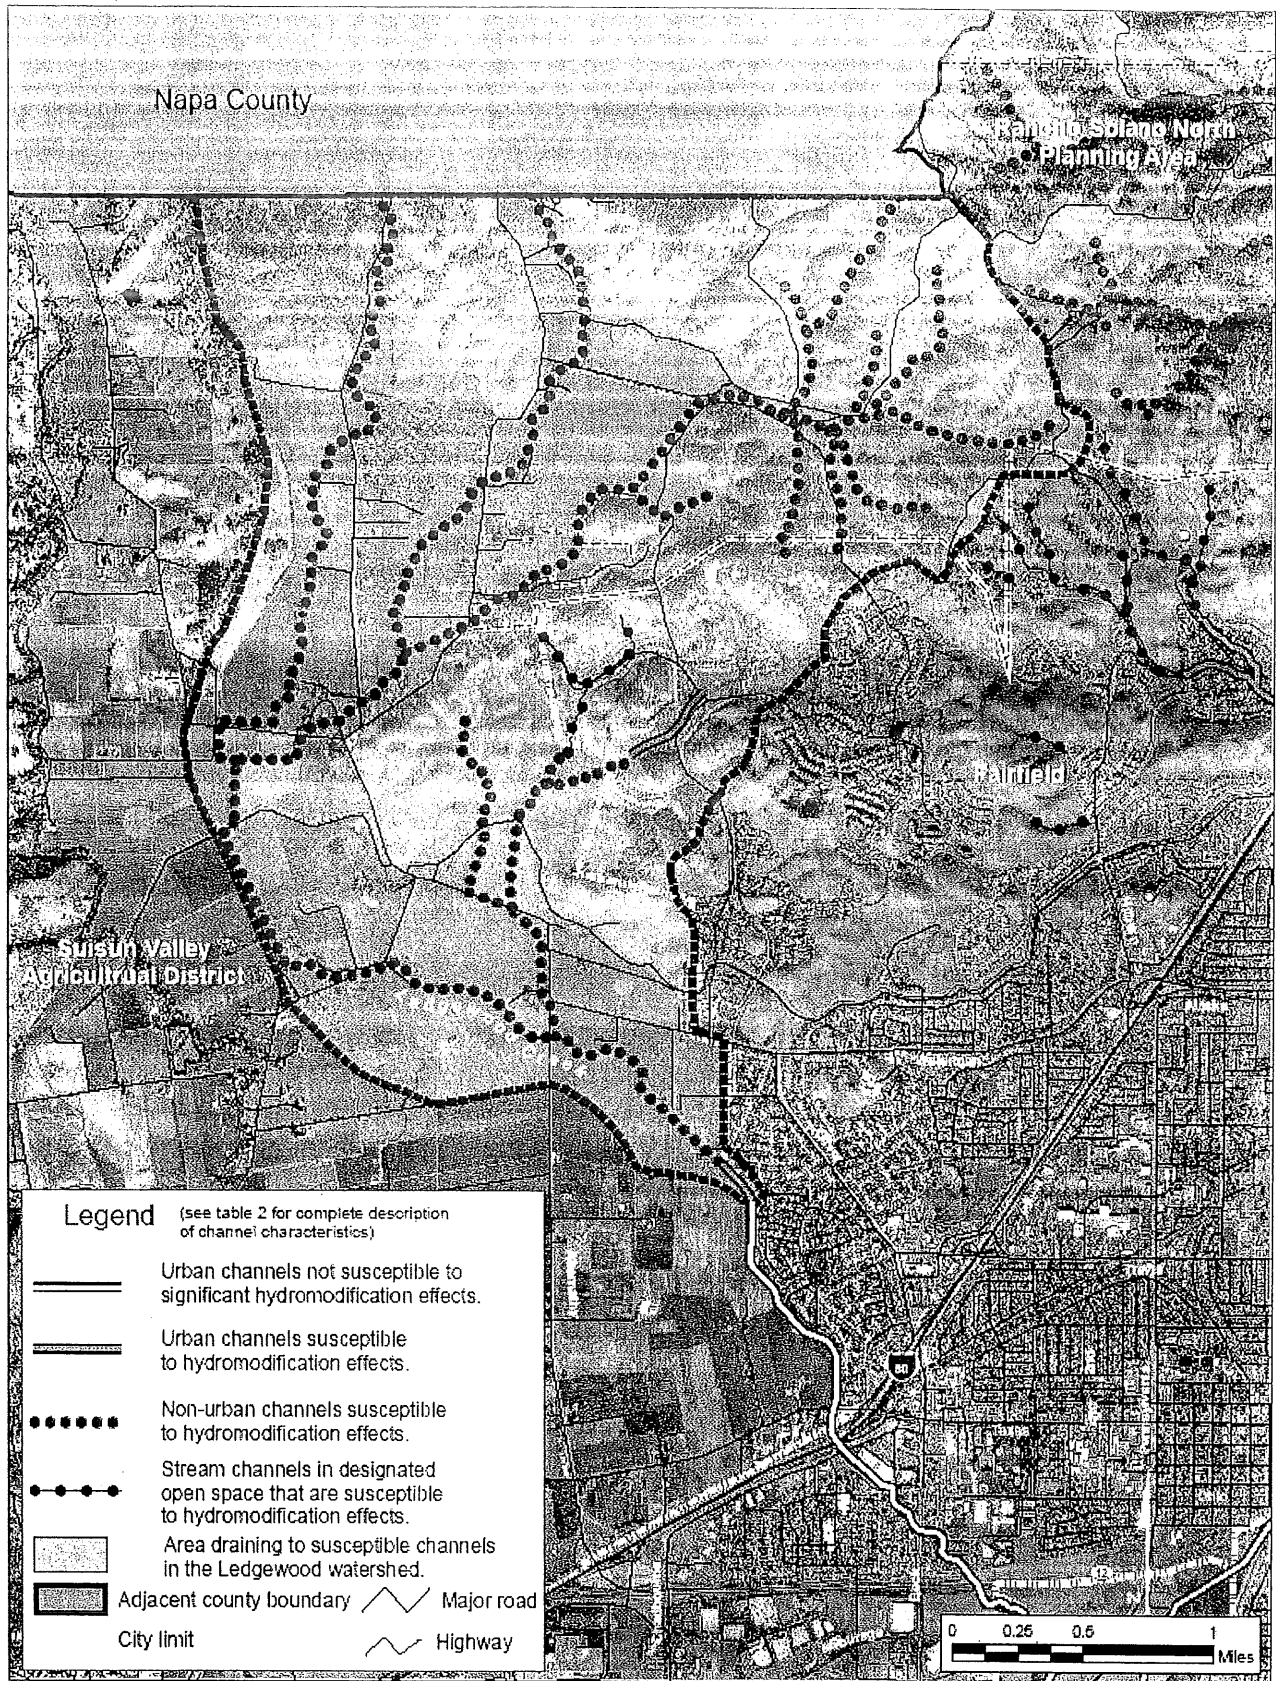 Napa County
Rancho Solano North
Planning Area
Fairfield
Suisun Valley
Agricultrual District
80
12
Legend (see table 2 for complete description
of channel characteristics)
Urban channels not susceptible to
significant hydromodification effects.
Urban channels susceptible
to hydromodification effects.
Non-urban channels susceptible
to hydromodification effects.
Stream channels in designated
open space that are susceptible
to hydromodification effects.
Area draining to susceptible channels
in the Ledgewood watershed.
Adjacent county boundary
Major road
City limit
Highway
0 0.25 0.5 1
Miles